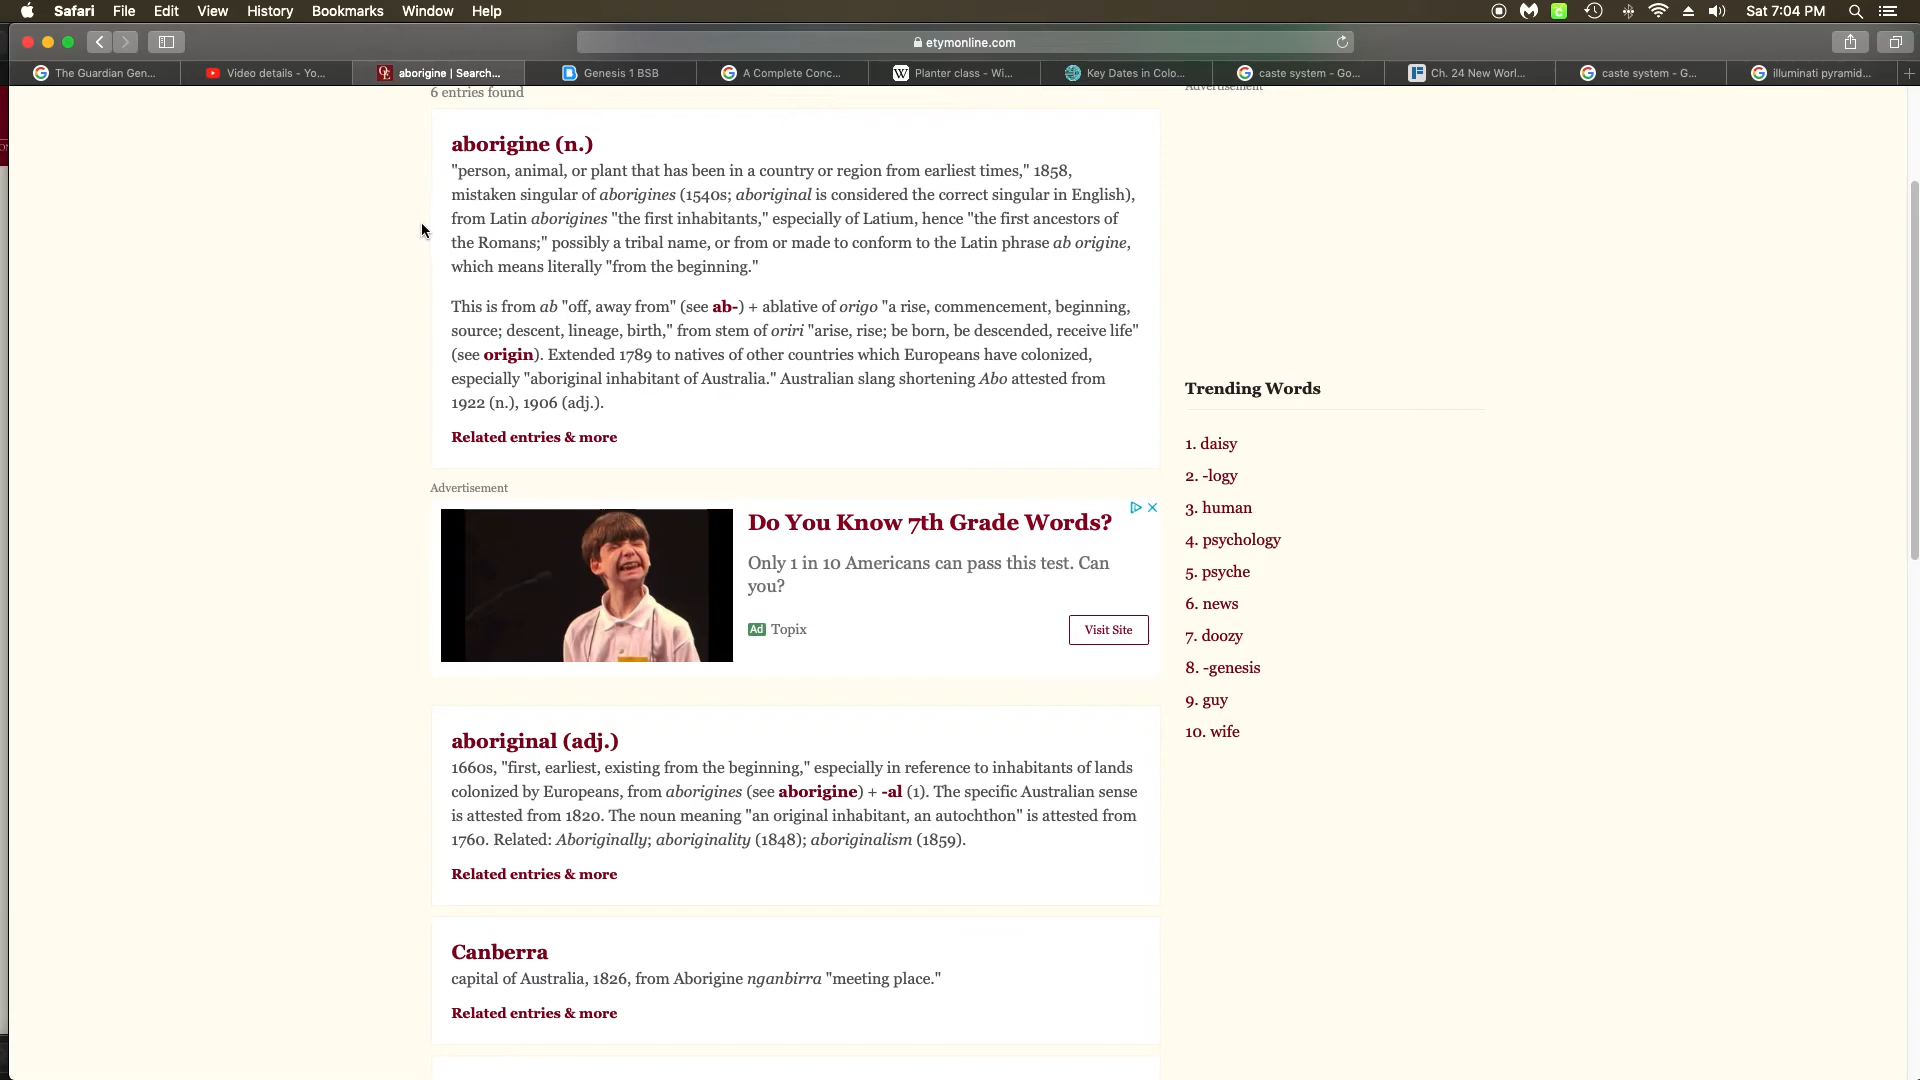 Safari File Edit View History Bookmarks Window Help Sat 7:04 PM
etymonline.com
The Guardian Gen... Video details - Yo... aborigine | Search... Genesis 1 BSB A Complete Conc... Planter class - Wi... Key Dates in Colo... caste system - Go... Ch. 24 New Worl... caste system - G... illuminati pyramid...
6 entries found
Advertisement
aborigine (n.)
"person, animal, or plant that has been in a country or region from earliest times," 1858,
mistaken singular of aborigines (1540s; aboriginal is considered the correct singular in English),
from Latin aborigines "the first inhabitants," especially of Latium, hence "the first ancestors of
the Romans;" possibly a tribal name, or from or made to conform to the Latin phrase ab origine,
which means literally "from the beginning."
This is from ab "off, away from" (see ab-) + ablative of origo "a rise, commencement, beginning,
source; descent, lineage, birth," from stem of oriri "arise, rise; be born, be descended, receive life"
(see origin). Extended 1789 to natives of other countries which Europeans have colonized,
especially "aboriginal inhabitant of Australia." Australian slang shortening Abo attested from
1922 (n.), 1906 (adj.).
Related entries & more
Advertisement
Do You Know 7th Grade Words?
Only 1 in 10 Americans can pass this test. Can
you?
Ad Topix
Visit Site
aboriginal (adj.)
1660s, "first, earliest, existing from the beginning," especially in reference to inhabitants of lands
colonized by Europeans, from aborigines (see aborigine) + -al (1). The specific Australian sense
is attested from 1820. The noun meaning "an original inhabitant, an autochthon" is attested from
1760. Related: Aboriginally; aboriginality (1848); aboriginalism (1859).
Related entries & more
Canberra
capital of Australia, 1826, from Aborigine nganbirra "meeting place."
Related entries & more
Trending Words
1. daisy
2. -logy
3. human
4. psychology
5. psyche
6. news
7. doozy
8. -genesis
9. guy
10. wife